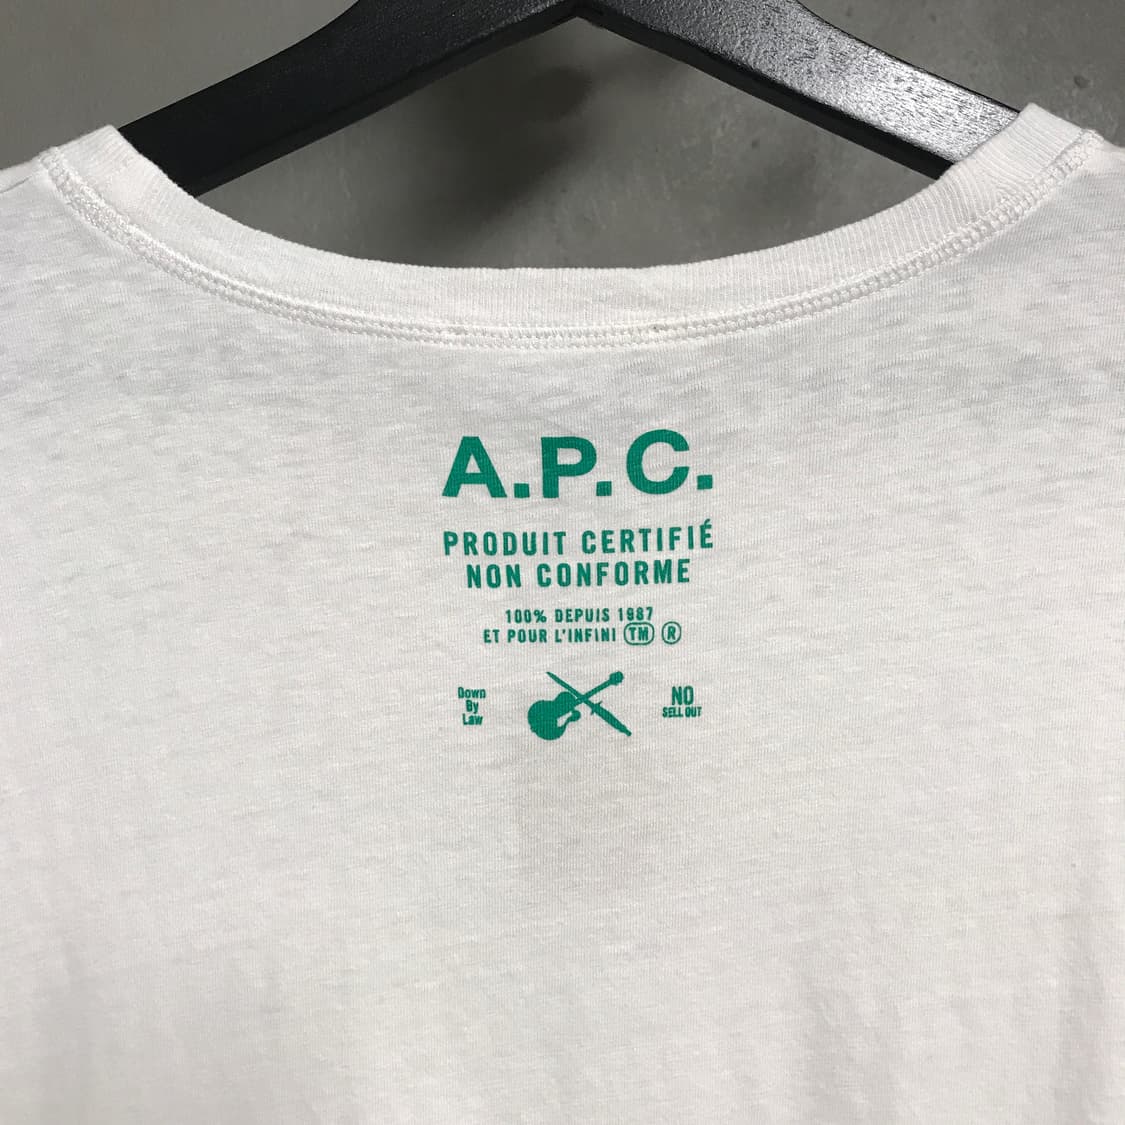 A.P.C.
PRODUIT CERTIFIÉ
NON CONFORME
100% DEPUIS 1987
ET POUR L'INFINI TM R
Down
By
Law
NO
SELL OUT